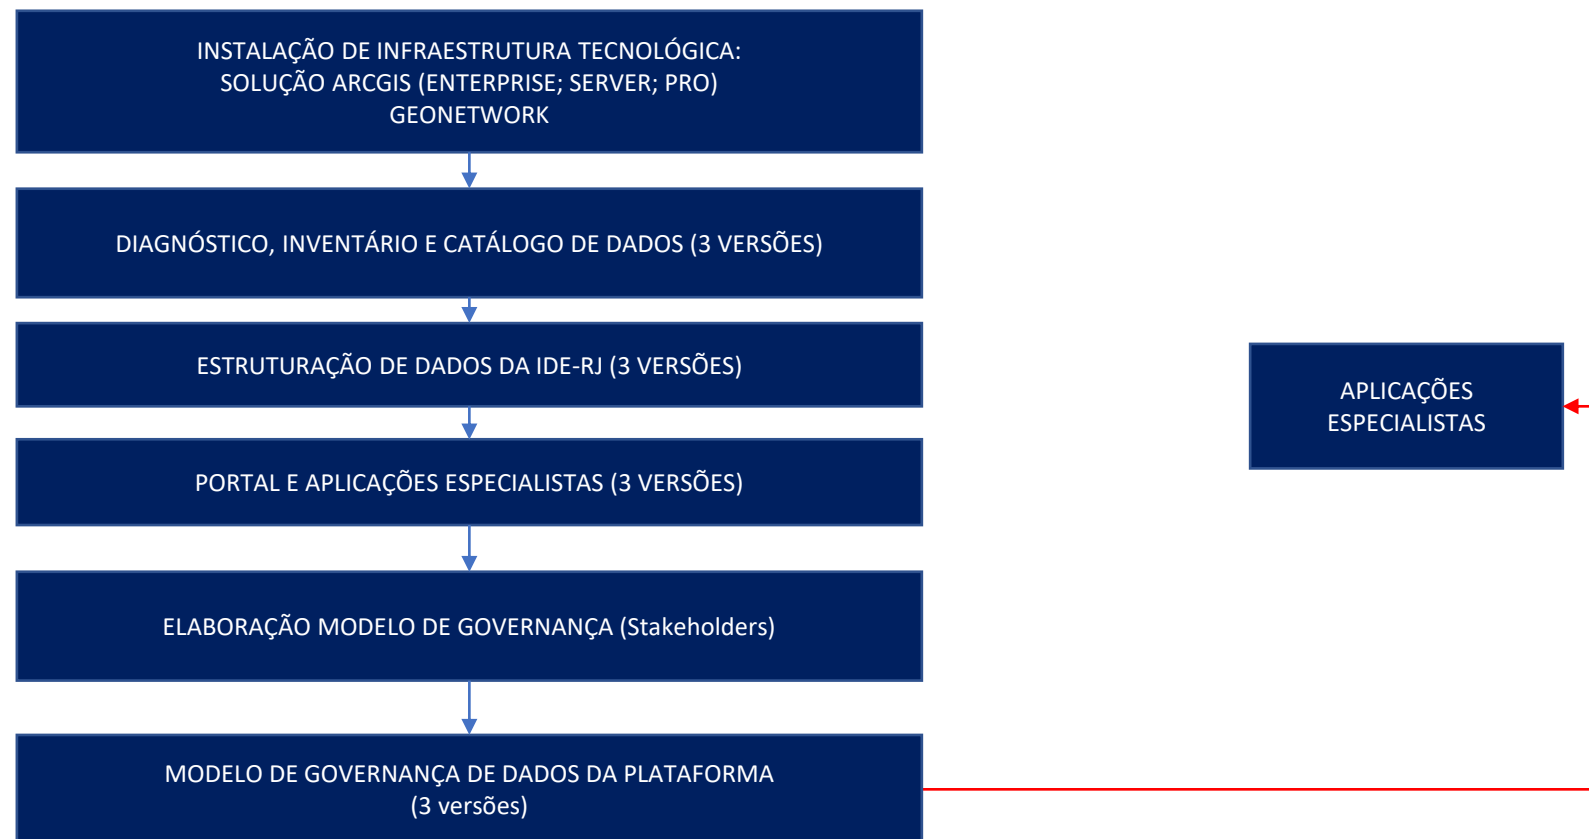 INSTALAÇÃO DE INFRAESTRUTURA TECNOLÓGICA:
SOLUÇÃO ARCGIS (ENTERPRISE; SERVER; PRO)
GEONETWORK
DIAGNÓSTICO, INVENTÁRIO E CATÁLOGO DE DADOS (3 VERSÕES)
ESTRUTURAÇÃO DE DADOS DA IDE-RJ (3 VERSÕES)
PORTAL E APLICAÇÕES ESPECIALISTAS (3 VERSÕES)
ELABORAÇÃO MODELO DE GOVERNANÇA (Stakeholders)
MODELO DE GOVERNANÇA DE DADOS DA PLATAFORMA
(3 versões)
APLICAÇÕES
ESPECIALISTAS